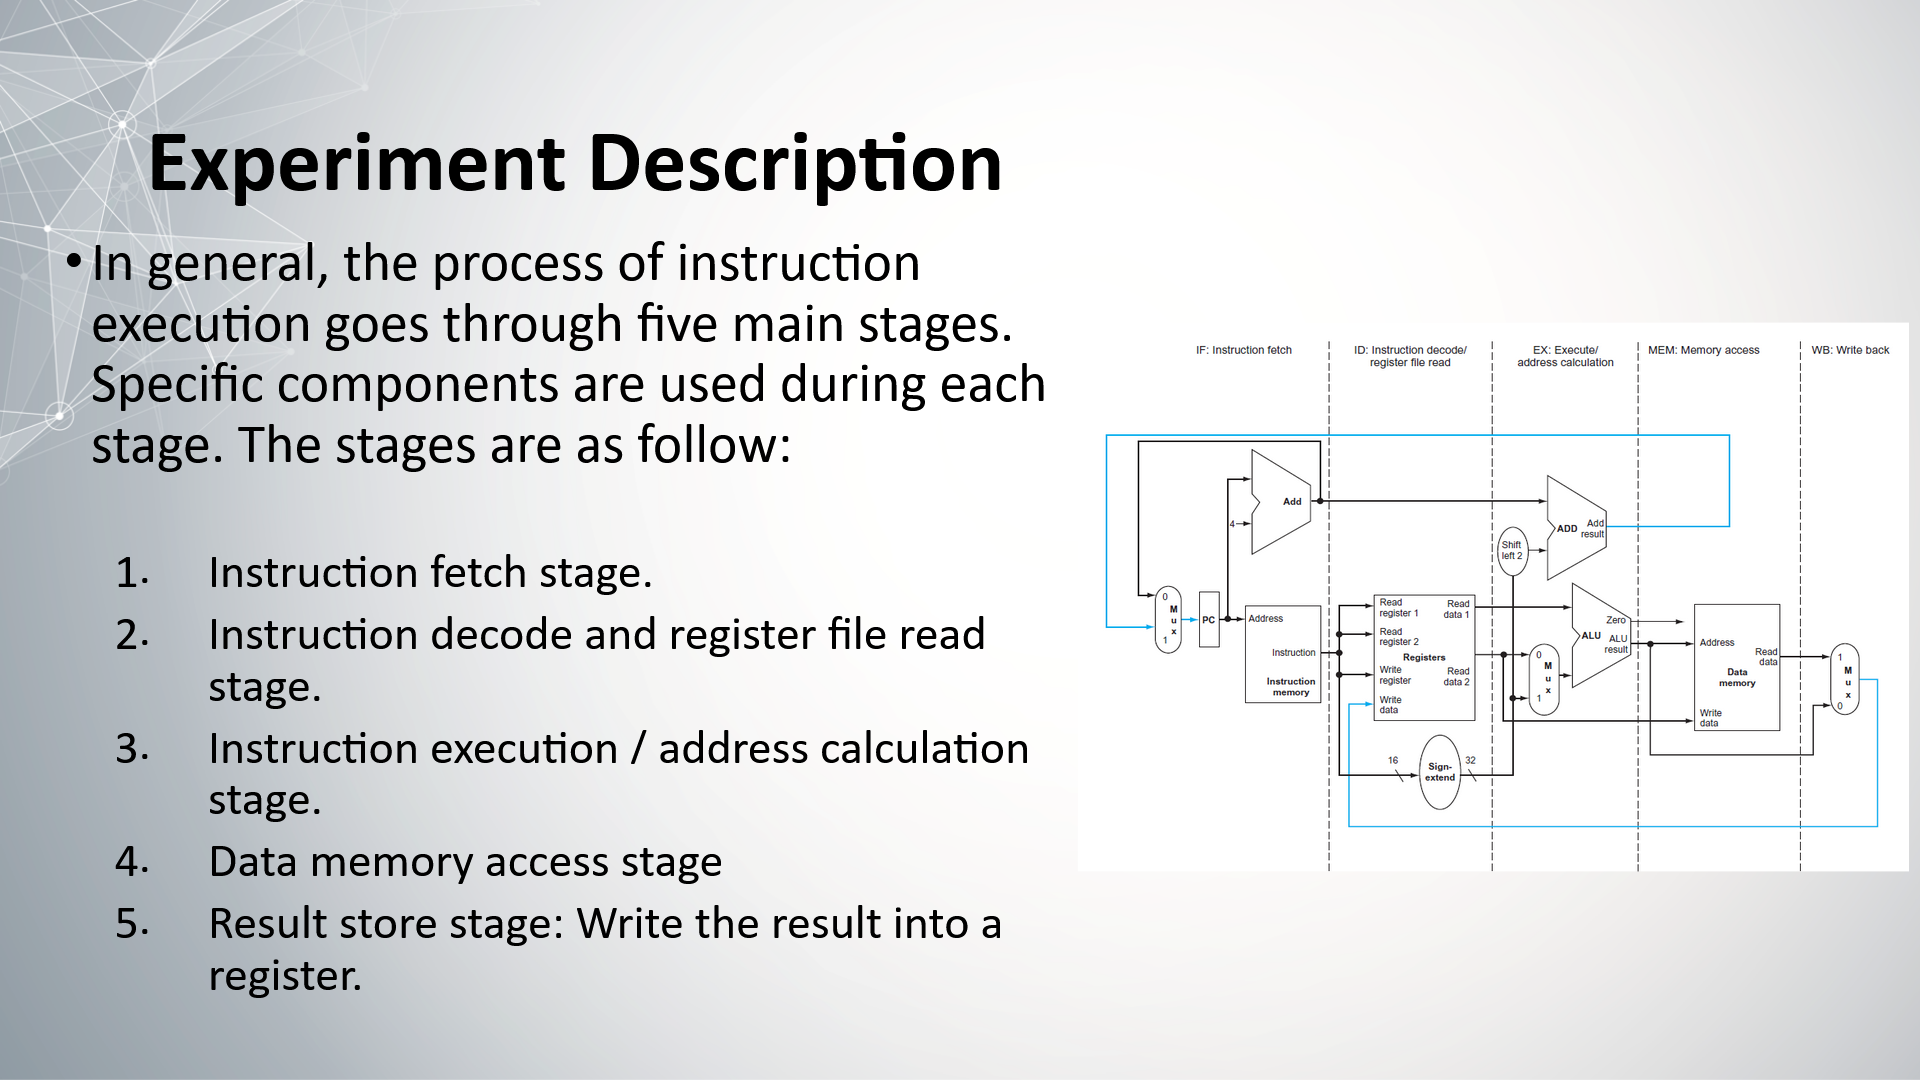 Experiment Description
• In general, the process of instruction
execution goes through five main stages.
Specific components are used during each
stage. The stages are as follow:
1. Instruction fetch stage.
2. Instruction decode and register file read
stage.
3. Instruction execution / address calculation
stage.
4. Data memory access stage
5. Result store stage: Write the result into a
register.
IF: Instruction fetch
ID: Instruction decode/
register file read
EX: Execute/
address calculation
MEM: Memory access
WB: Write back
Add
4
ADD
Add
result
Shift
left 2
0
M
u
x
1
PC
Address
Instruction
Instruction
memory
Read
register 1
Read
register 2
Registers
Write
register
Write
data
Read
data 1
Read
data 2
16
Sign-
extend
32
0
M
u
x
1
Zero
ALU
ALU
result
Address
Read
data
Data
memory
Write
data
1
M
u
x
0